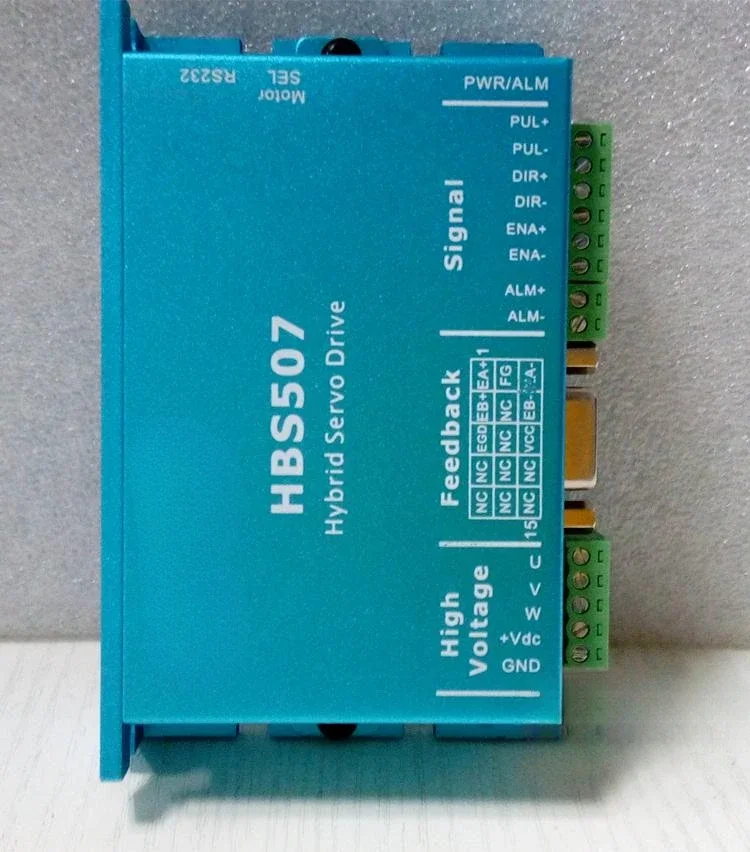 RS232
Motor
SEL
HBS507
Hybrid Servo Drive
PWR/ALM
Signal
PUL+
PUL-
DIR+
DIR-
ENA+
ENA-
ALM+
ALM-
Feedback
NC NC EGD EB+ EA+ 1
NC NC NC NC FG
15 NC NC VCC EB-
High
Voltage
U
V
W
+Vdc
GND